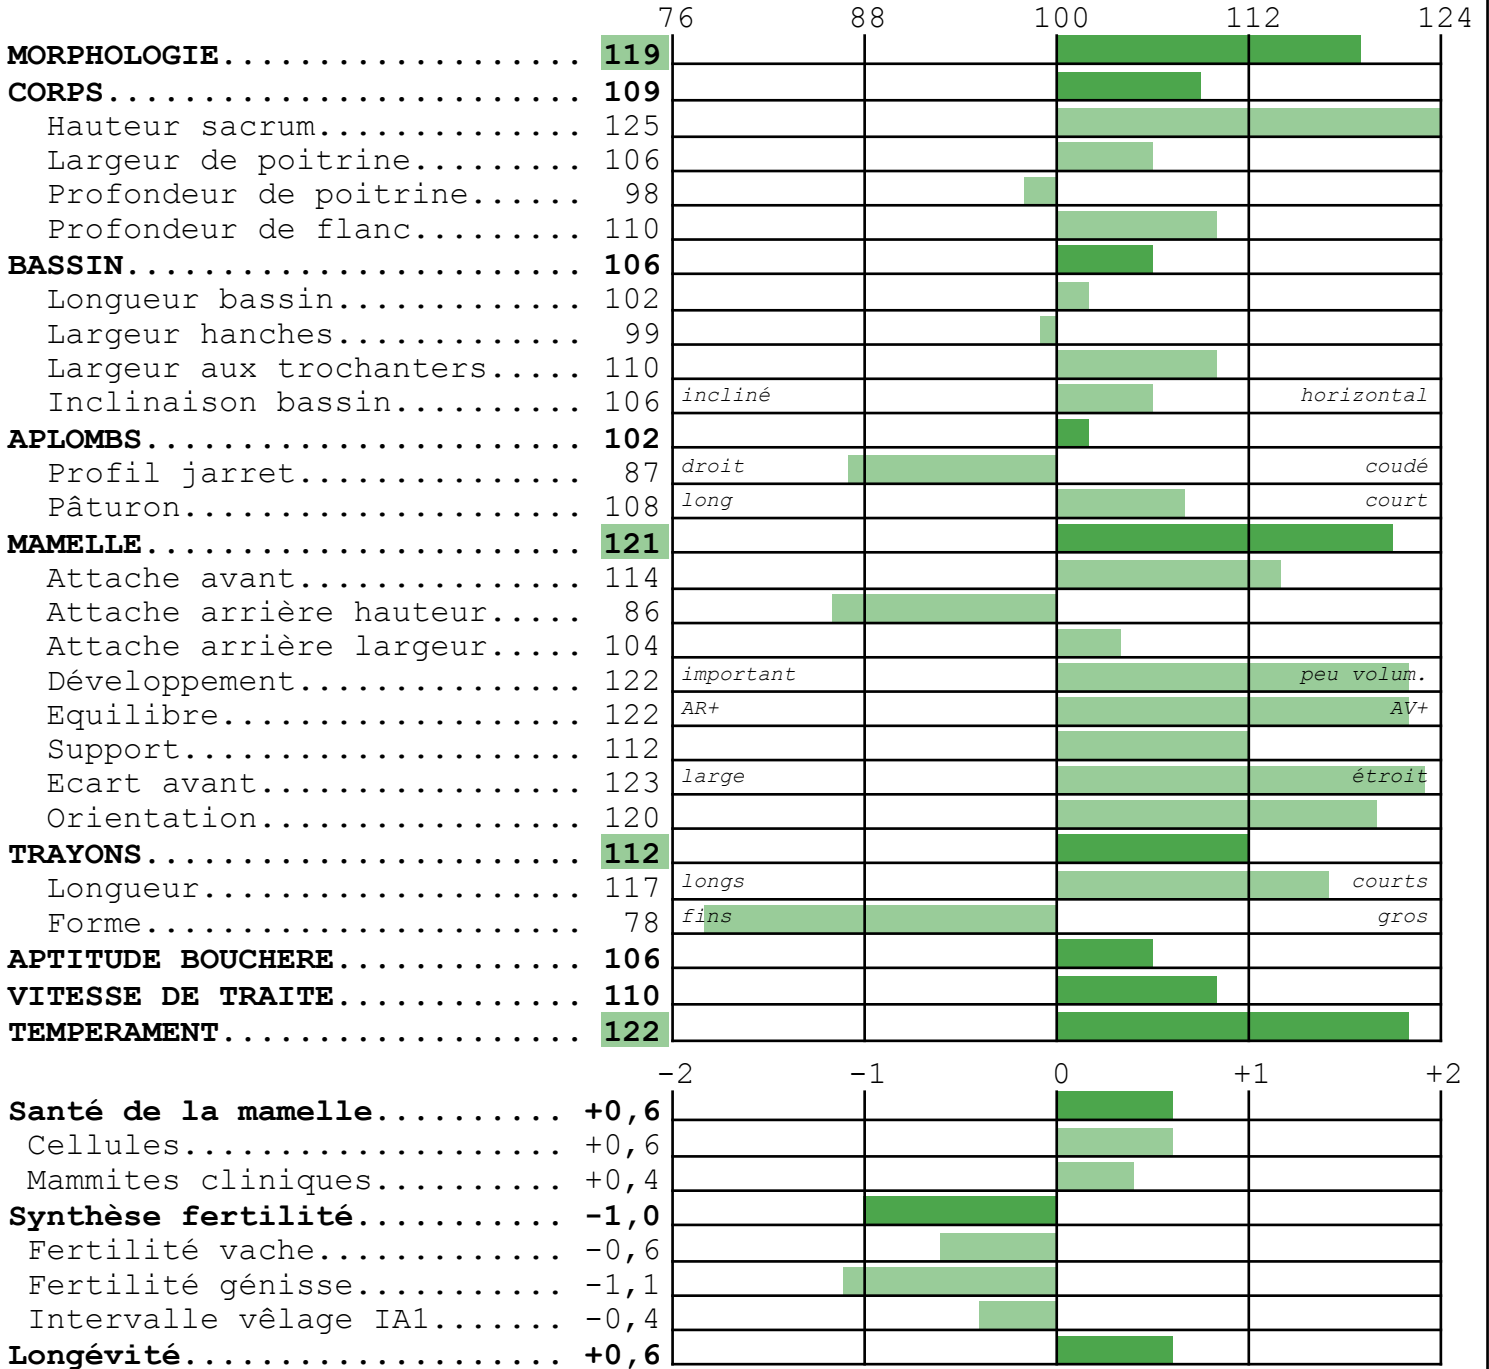 76 88 100 112 124
MORPHOLOGIE................... 119
CORPS......................... 109
Hauteur sacrum.............. 125
Largeur de poitrine......... 106
Profondeur de poitrine...... 98
Profondeur de flanc......... 110
BASSIN........................ 106
Longueur bassin............. 102
Largeur hanches............. 99
Largeur aux trochanters..... 110
Inclinaison bassin.......... 106 incliné horizontal
APLOMBS....................... 102
Profil jarret............... 87 droit coudé
Pâturon..................... 108 long court
MAMELLE....................... 121
Attache avant............... 114
Attache arrière hauteur..... 86
Attache arrière largeur..... 104
Développement............... 122 important peu volum.
Equilibre................... 122 AR+ AV+
Support..................... 112
Ecart avant................. 123 large étroit
Orientation................. 120
TRAYONS....................... 112
Longueur.................... 117 longs courts
Forme....................... 78 fins gros
APTITUDE BOUCHERE............. 106
VITESSE DE TRAITE............. 110
TEMPERAMENT................... 122
-2 -1 0 +1 +2
Santé de la mamelle.......... +0,6
Cellules.................... +0,6
Mammites cliniques.......... +0,4
Synthèse fertilité........... -1,0
Fertilité vache............. -0,6
Fertilité génisse........... -1,1
Intervalle vêlage IA1....... -0,4
Longévité.................... +0,6